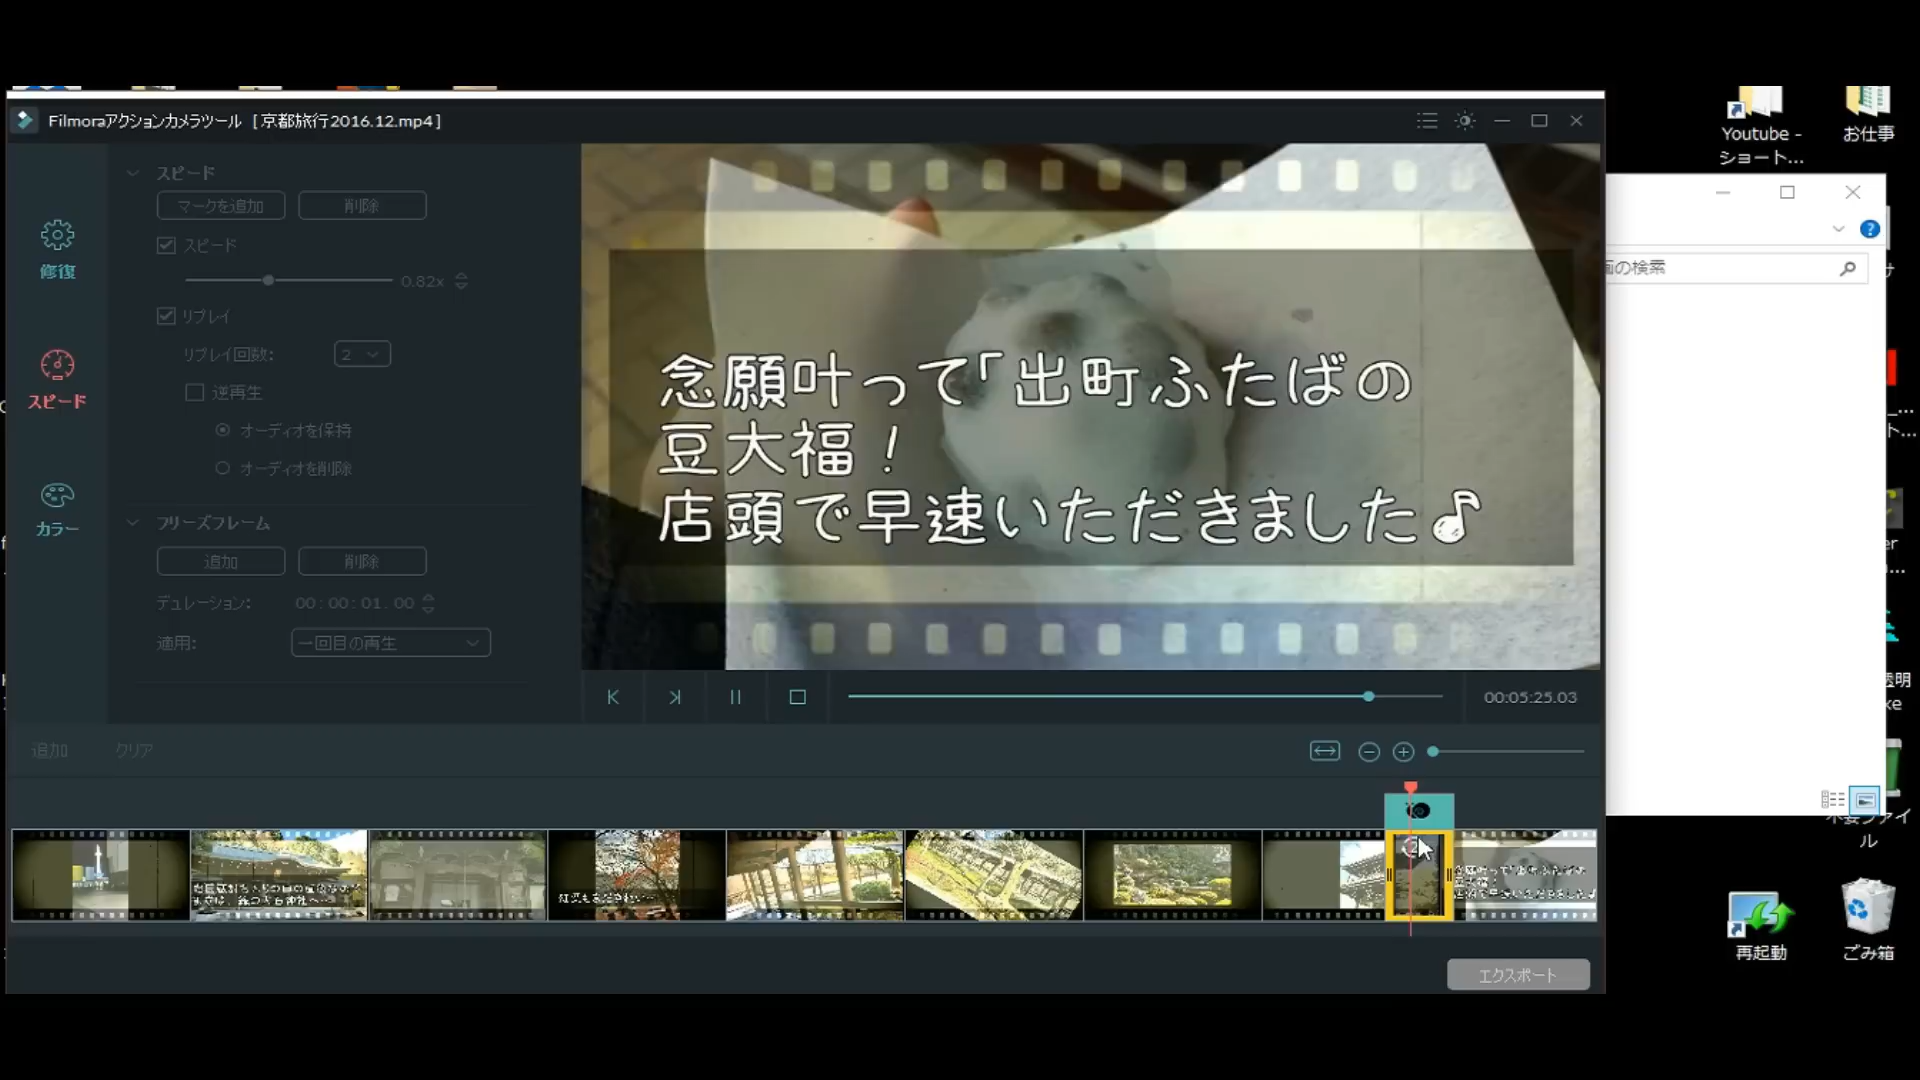 Filmoraアクションカメラツール [京都旅行2016.12.mp4]
スピード
マークを追加
削除
スピード
0.82x
リプレイ
リプレイ回数:
2
逆再生
オーディオを保持
オーディオを削除
フリーズフレーム
追加
削除
デュレーション:
00:00:01.00
適用:
一回目の再生
修復
スピード
カラー
念願叶って「出町ふたばの
豆大福!
店頭で早速いただきました♪
00:05:25.03
追加
クリア
エクスポート
Youtube -
ショート...
お仕事
の検索
透明
ル
再起動
ごみ箱